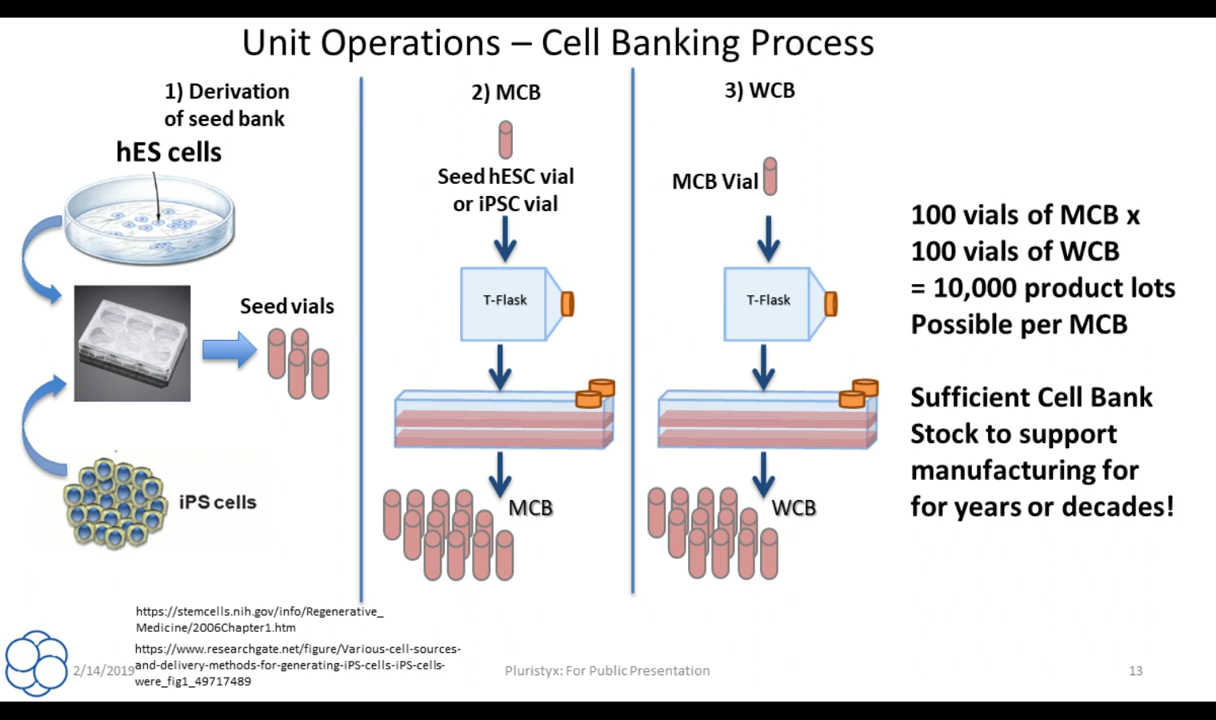 Unit Operations – Cell Banking Process
1) Derivation
of seed bank
hES cells
Seed vials
iPS cells
2) MCB
Seed hESC vial
or iPSC vial
T-Flask
MCB
3) WCB
MCB Vial
T-Flask
WCB
100 vials of MCB x
100 vials of WCB
= 10,000 product lots
Possible per MCB
Sufficient Cell Bank
Stock to support
manufacturing for
for years or decades!
https://stemcells.nih.gov/info/Regenerative_
Medicine/2006Chapter1.htm
https://www.researchgate.net/figure/Various-cell-sources-
and-delivery-methods-for-generating-iPS-cells-iPS-cells-
were_fig1_49717489
2/14/2019
Pluristyx: For Public Presentation
13